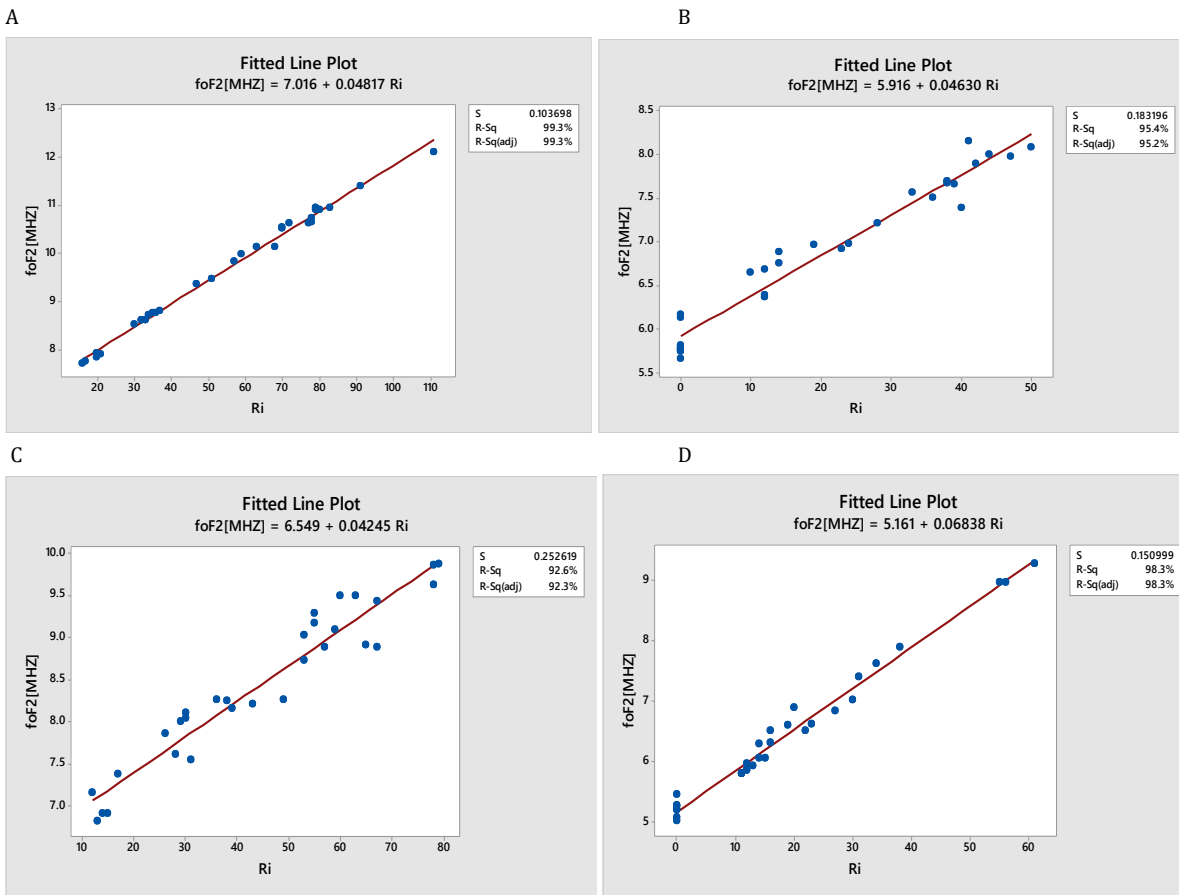 A
Fitted Line Plot
foF2[MHZ] = 7.016 + 0.04817 Ri
S 0.103698
R-Sq 99.3%
R-Sq(adj) 99.3%
13
12
11
10
9
8
foF2[MHZ]
20 30 40 50 60 70 80 90 100 110
Ri
B
Fitted Line Plot
foF2[MHZ] = 5.916 + 0.04630 Ri
S 0.183196
R-Sq 95.4%
R-Sq(adj) 95.2%
8.5
8.0
7.5
7.0
6.5
6.0
5.5
foF2[MHZ]
0 10 20 30 40 50
Ri
C
Fitted Line Plot
foF2[MHZ] = 6.549 + 0.04245 Ri
S 0.252619
R-Sq 92.6%
R-Sq(adj) 92.3%
10.0
9.5
9.0
8.5
8.0
7.5
7.0
foF2[MHZ]
10 20 30 40 50 60 70 80
Ri
D
Fitted Line Plot
foF2[MHZ] = 5.161 + 0.06838 Ri
S 0.150999
R-Sq 98.3%
R-Sq(adj) 98.3%
9
8
7
6
5
foF2[MHZ]
0 10 20 30 40 50 60
Ri